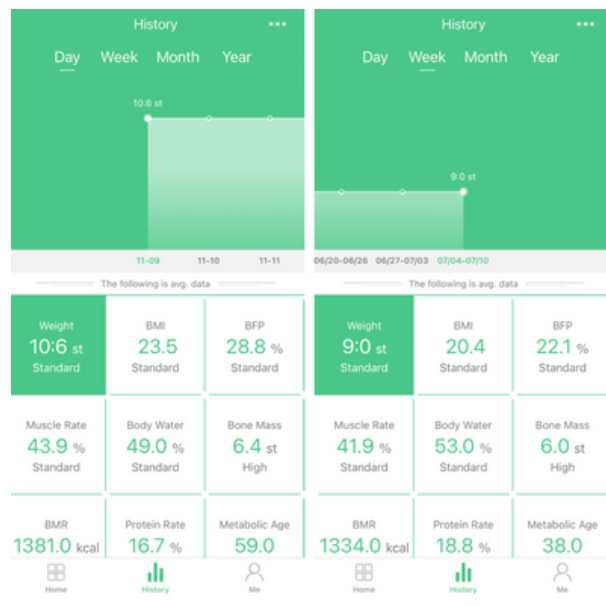 History •••
Day Week Month Year
10:6 st
11-09 11-10 11-11
The following is avg. data
Weight BMI BFP
10:6 st 23.5 28.8 %
Standard Standard Standard
Muscle Rate Body Water Bone Mass
43.9 % 49.0 % 6.4 st
Standard Standard High
BMR Protein Rate Metabolic Age
1381.0 kcal 16.7 % 59.0
Home History Me
History •••
Day Week Month Year
9:0 st
06/20-06/26 06/27-07/03 07/04-07/10
The following is avg. data
Weight BMI BFP
9:0 st 20.4 22.1 %
Standard Standard Standard
Muscle Rate Body Water Bone Mass
41.9 % 53.0 % 6.0 st
Standard Standard High
BMR Protein Rate Metabolic Age
1334.0 kcal 18.8 % 38.0
Home History Me